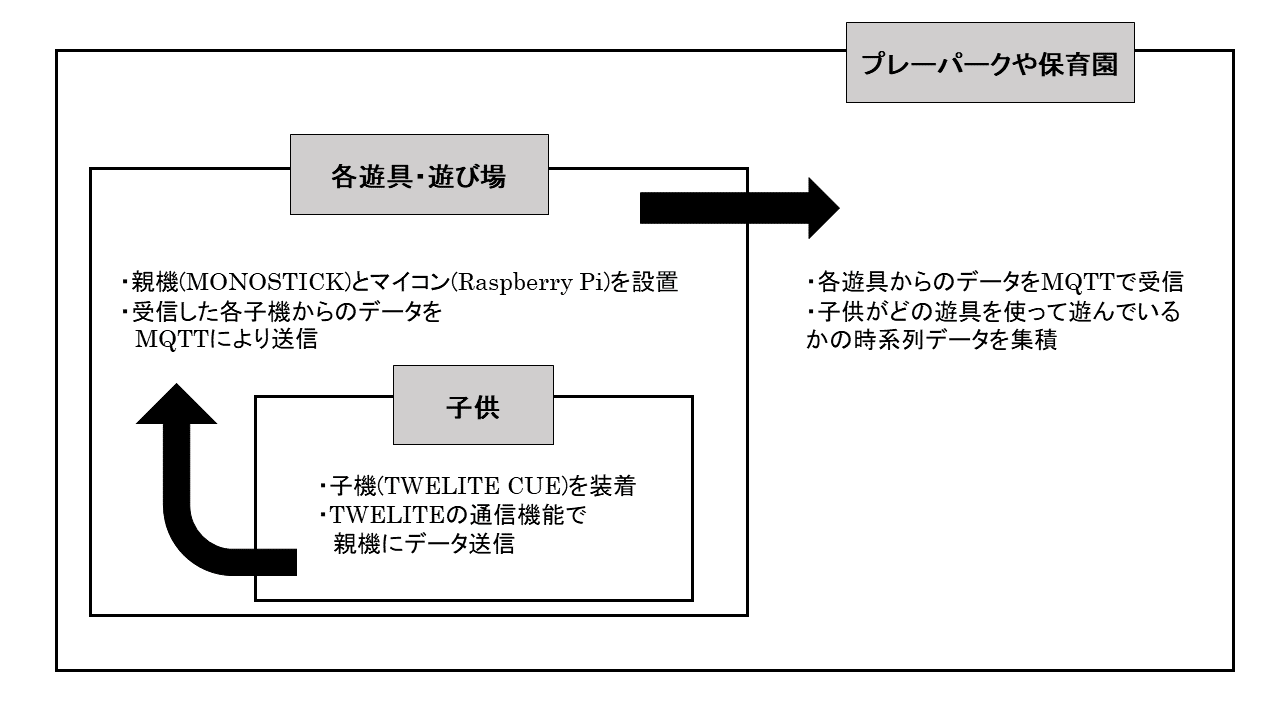 プレーパークや保育園
各遊具・遊び場
・親機(MONOSTICK)とマイコン(Raspberry Pi)を設置
・受信した各子機からのデータを
MQTTにより送信
子供
・子機(TWELITE CUE)を装着
・TWELITEの通信機能で
親機にデータ送信
・各遊具からのデータをMQTTで受信
・子供がどの遊具を使って遊んでいる
かの時系列データを集積